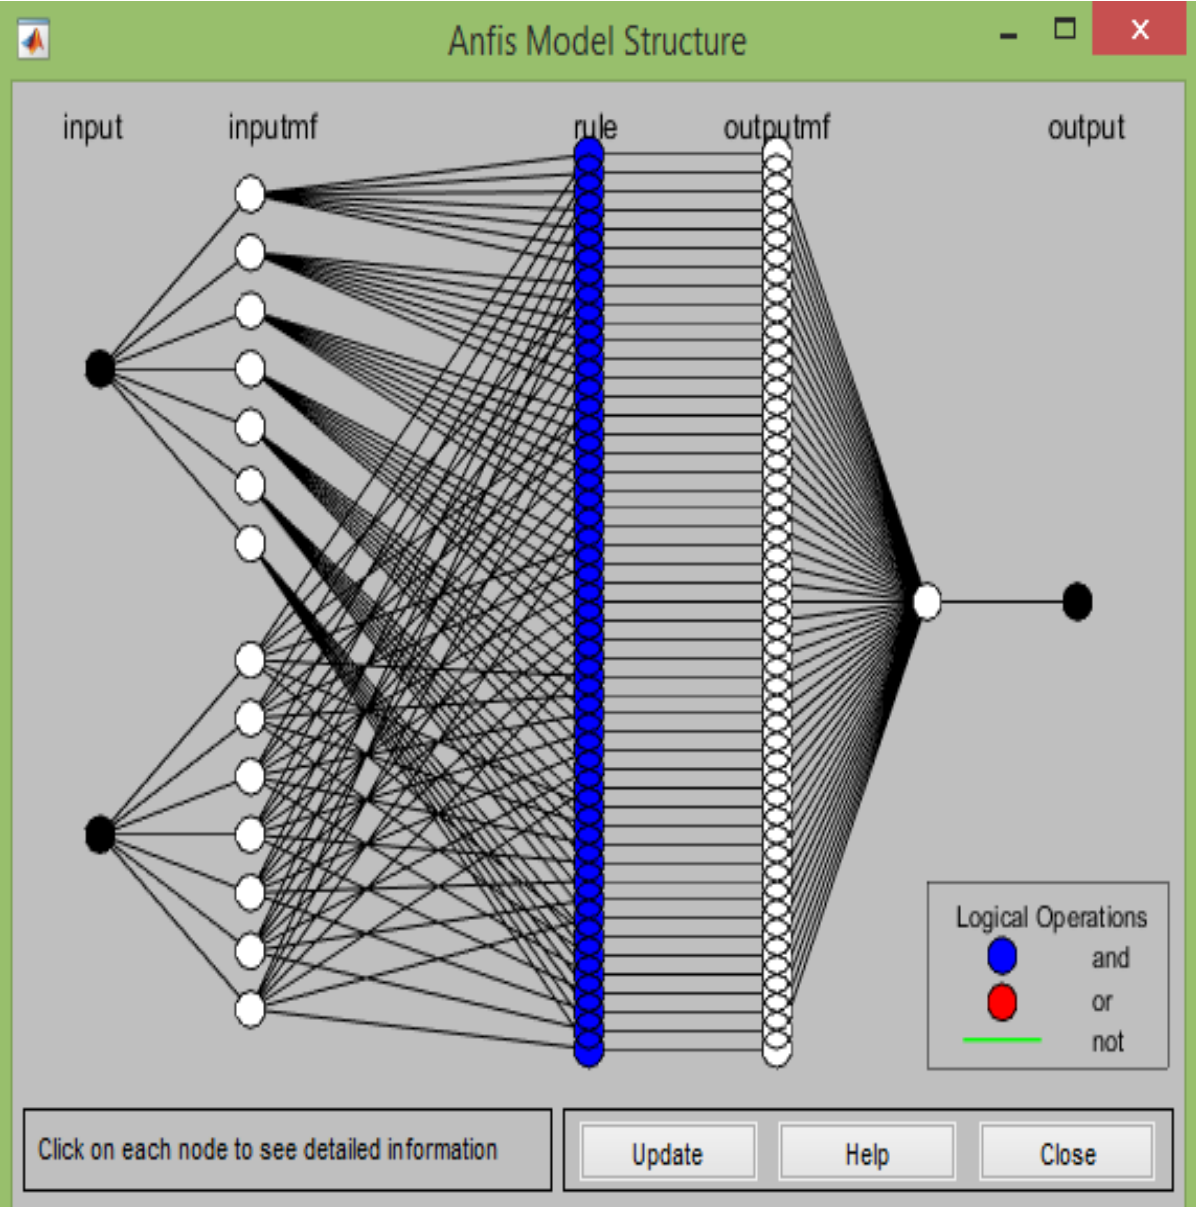 Anfis Model Structure
X
input inputmf rule outputmf output
Logical Operations
and
or
not
Click on each node to see detailed information
Update Help Close